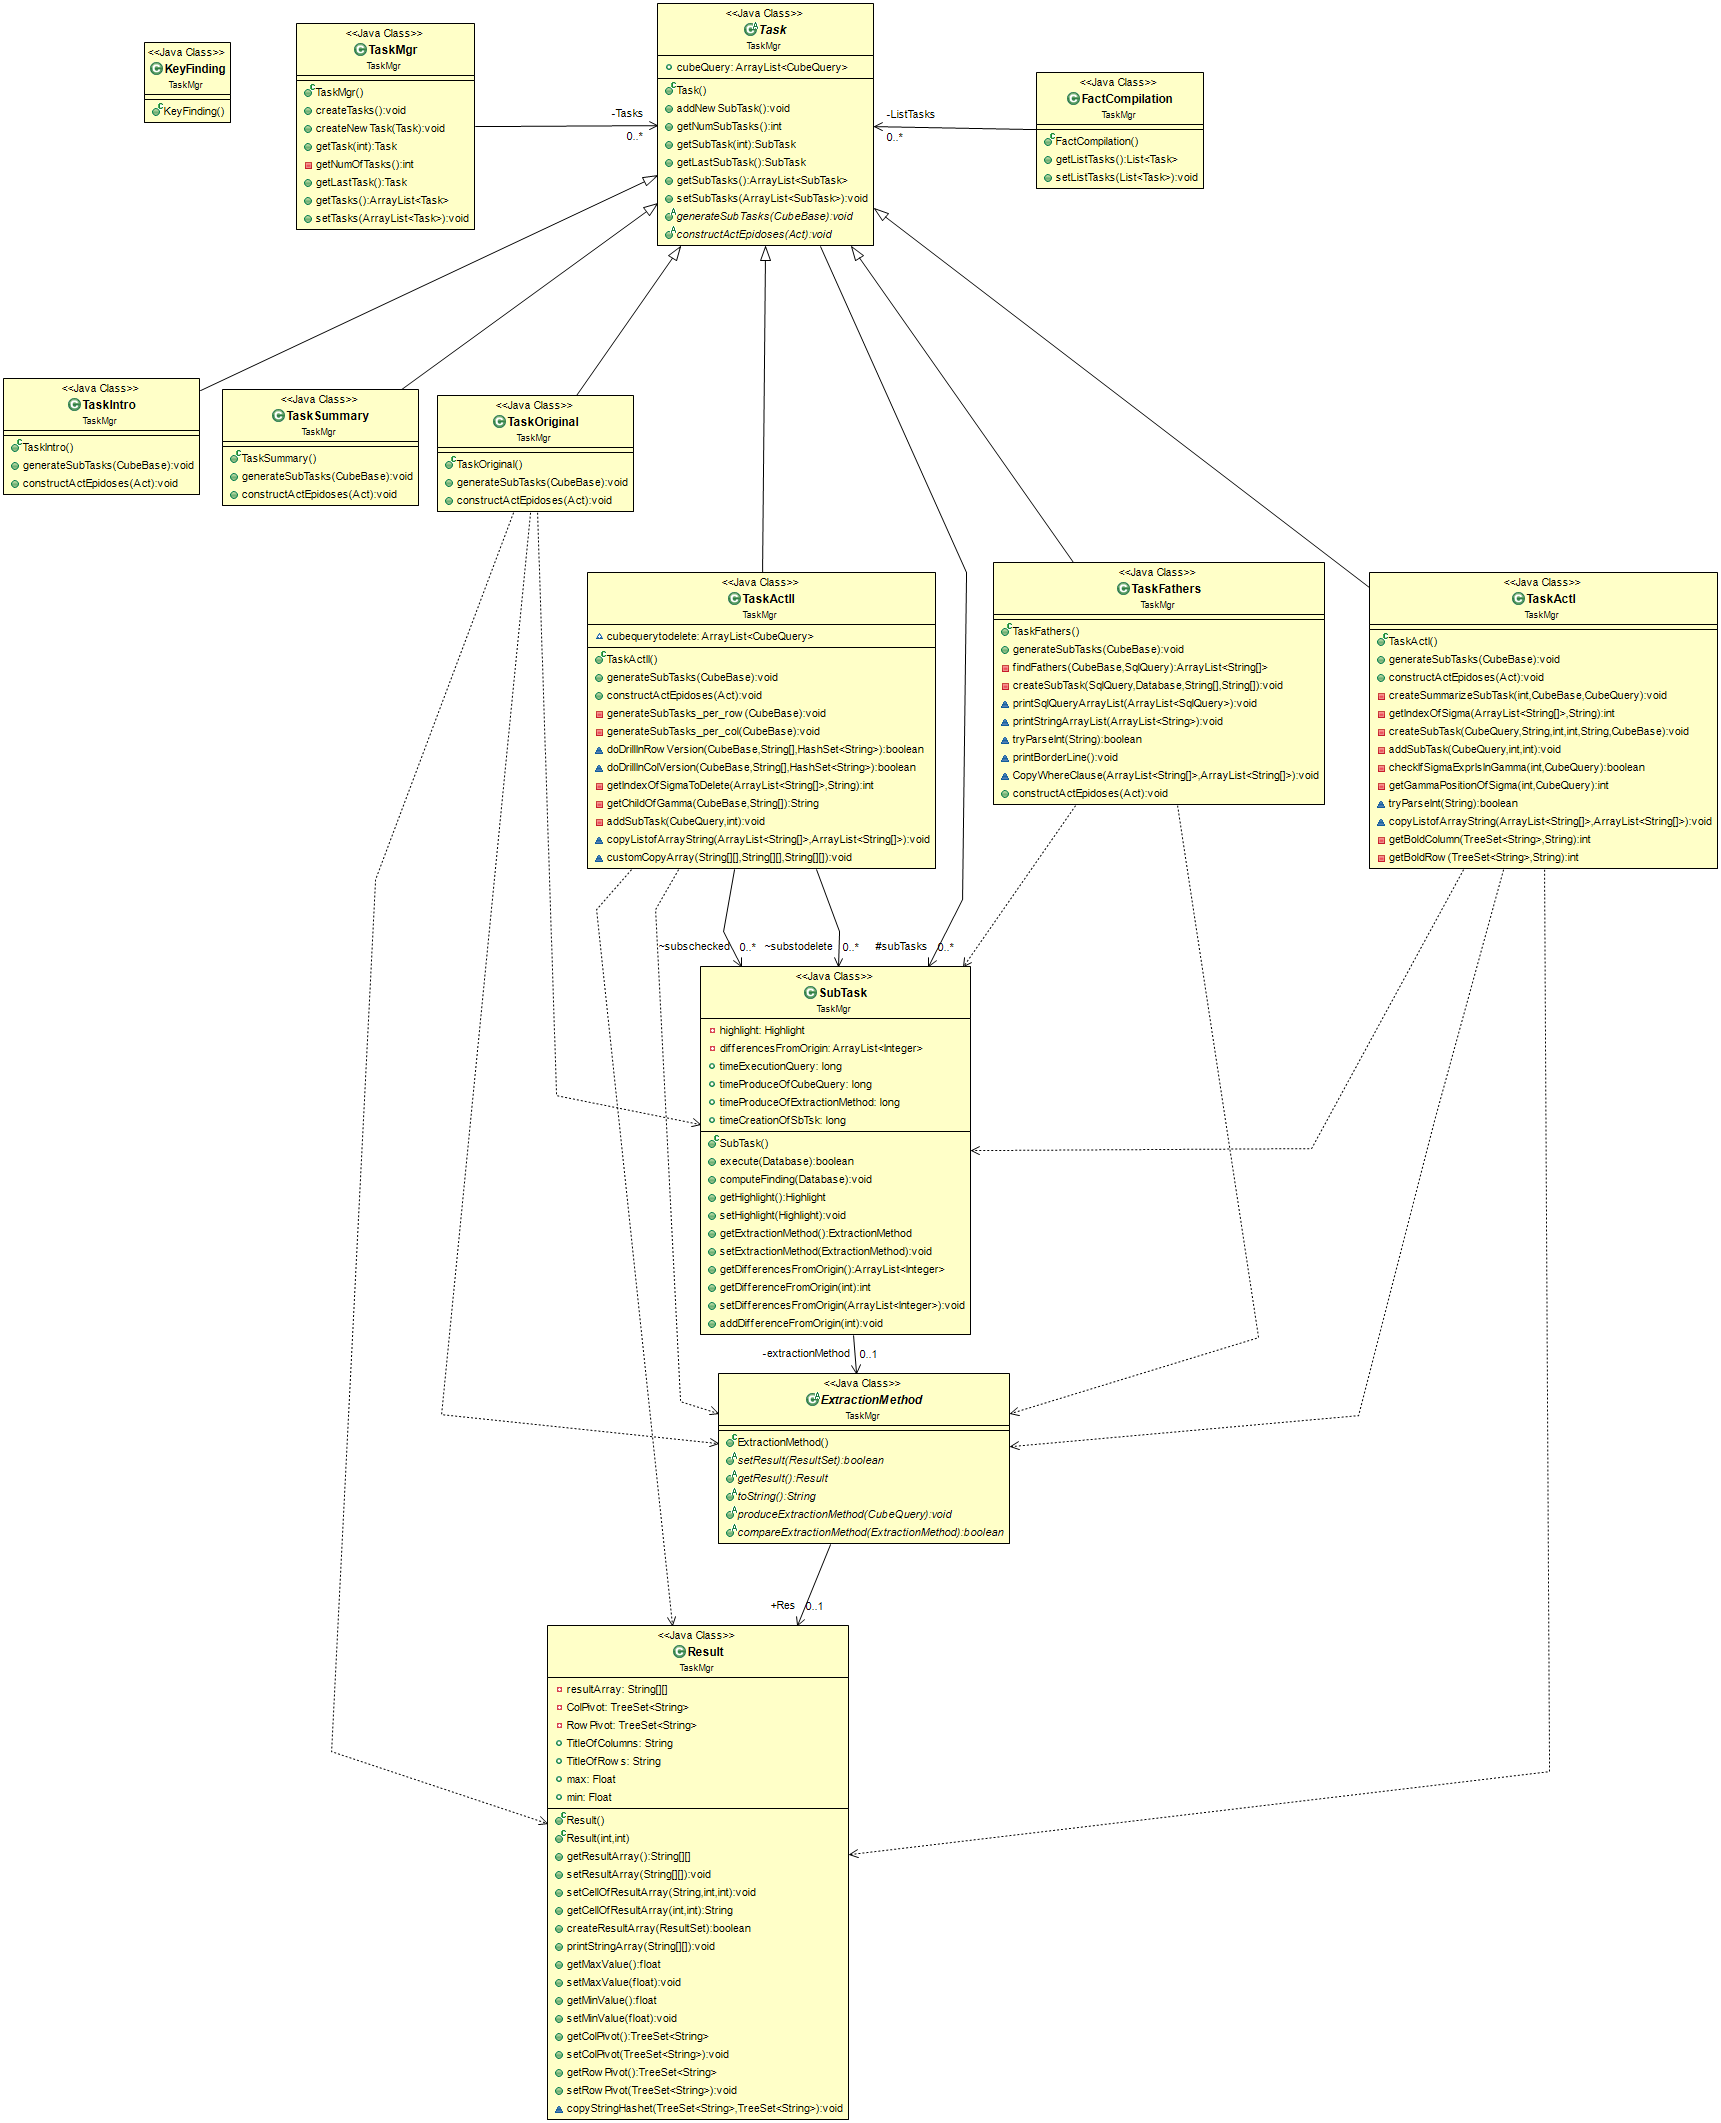 <<Java Class>>
KeyFinding
TaskMgr
KeyFinding()
<<Java Class>>
TaskMgr
TaskMgr
TaskMgr()
createTasks():void
createNewTask(Task):void
getTask(int):Task
getNumOfTasks():int
getLastTask():Task
getTasks():ArrayList<Task>
setTasks(ArrayList<Task>):void
-Tasks
0..*
<<Java Class>>
Task
TaskMgr
cubeQuery: ArrayList<CubeQuery>
Task()
addNewSubTask():void
getNumSubTasks():int
getSubTask(int):SubTask
getLastSubTask():SubTask
getSubTasks():ArrayList<SubTask>
setSubTasks(ArrayList<SubTask>):void
generateSubTasks(CubeBase):void
constructActEpidoses(Act):void
-ListTasks
0..*
<<Java Class>>
FactCompilation
TaskMgr
FactCompilation()
getListTasks():List<Task>
setListTasks(List<Task>):void
<<Java Class>>
TaskIntro
TaskMgr
TaskIntro()
generateSubTasks(CubeBase):void
constructActEpidoses(Act):void
<<Java Class>>
TaskSummary
TaskMgr
TaskSummary()
generateSubTasks(CubeBase):void
constructActEpidoses(Act):void
<<Java Class>>
TaskOriginal
TaskMgr
TaskOriginal()
generateSubTasks(CubeBase):void
constructActEpidoses(Act):void
<<Java Class>>
TaskActII
TaskMgr
cubequerytodelete: ArrayList<CubeQuery>
TaskActII()
generateSubTasks(CubeBase):void
constructActEpidoses(Act):void
generateSubTasks_per_row(CubeBase):void
generateSubTasks_per_col(CubeBase):void
doDrillInRowVersion(CubeBase,String[],HashSet<String>):boolean
doDrillInColVersion(CubeBase,String[],HashSet<String>):boolean
getIndexOfSigmaToDelete(ArrayList<String[]>,String):int
getChildOfGamma(CubeBase,String[]):String
addSubTask(CubeQuery,int):void
copyListofArrayString(ArrayList<String[]>,ArrayList<String[]>):void
customCopyArray(String[][],String[][],String[][]):void
<<Java Class>>
TaskFathers
TaskMgr
TaskFathers()
generateSubTasks(CubeBase):void
findFathers(CubeBase,SqlQuery):ArrayList<String[]>
createSubTask(SqlQuery,Database,String[],String[]):void
printSqlQueryArrayList(ArrayList<SqlQuery>):void
printStringArrayList(ArrayList<String>):void
tryParseInt(String):boolean
printBorderLine():void
CopyWhereClause(ArrayList<String[]>,ArrayList<String[]>):void
constructActEpidoses(Act):void
<<Java Class>>
TaskActI
TaskMgr
TaskActI()
generateSubTasks(CubeBase):void
constructActEpidoses(Act):void
createSummarizeSubTask(int,CubeBase,CubeQuery):void
getIndexOfSigma(ArrayList<String[]>,String):int
createSubTask(CubeQuery,String,int,int,String,CubeBase):void
addSubTask(CubeQuery,int,int):void
checkIfSigmaExprIsInGamma(int,CubeQuery):boolean
getGammaPositionOfSigma(int,CubeQuery):int
tryParseInt(String):boolean
copyListofArrayString(ArrayList<String[]>,ArrayList<String[]>):void
getBoldColumn(TreeSet<String>,String):int
getBoldRow(TreeSet<String>,String):int
~subschecked 0..* ~substodelete 0..* #subTasks 0..*
<<Java Class>>
SubTask
TaskMgr
highlight: Highlight
differencesFromOrigin: ArrayList<Integer>
timeExecutionQuery: long
timeProduceOfCubeQuery: long
timeProduceOfExtractionMethod: long
timeCreationOfSbTsk: long
SubTask()
execute(Database):boolean
computeFinding(Database):void
getHighlight():Highlight
setHighlight(Highlight):void
getExtractionMethod():ExtractionMethod
setExtractionMethod(ExtractionMethod):void
getDifferencesFromOrigin():ArrayList<Integer>
getDifferenceFromOrigin(int):int
setDifferencesFromOrigin(ArrayList<Integer>):void
addDifferenceFromOrigin(int):void
-extractionMethod 0..1
<<Java Class>>
ExtractionMethod
TaskMgr
ExtractionMethod()
setResult(ResultSet):boolean
getResult():Result
toString():String
produceExtractionMethod(CubeQuery):void
compareExtractionMethod(ExtractionMethod):boolean
+Res 0..1
<<Java Class>>
Result
TaskMgr
resultArray: String[][]
ColPivot: TreeSet<String>
RowPivot: TreeSet<String>
TitleOfColumns: String
TitleOfRows: String
max: Float
min: Float
Result()
Result(int,int)
getResultArray():String[][]
setResultArray(String[][]):void
setCellOfResultArray(String,int,int):void
getCellOfResultArray(int,int):String
createResultArray(ResultSet):boolean
printStringArray(String[][]):void
getMaxValue():float
setMaxValue(float):void
getMinValue():float
setMinValue(float):void
getColPivot():TreeSet<String>
setColPivot(TreeSet<String>):void
getRowPivot():TreeSet<String>
setRowPivot(TreeSet<String>):void
copyStringHashet(TreeSet<String>,TreeSet<String>):void